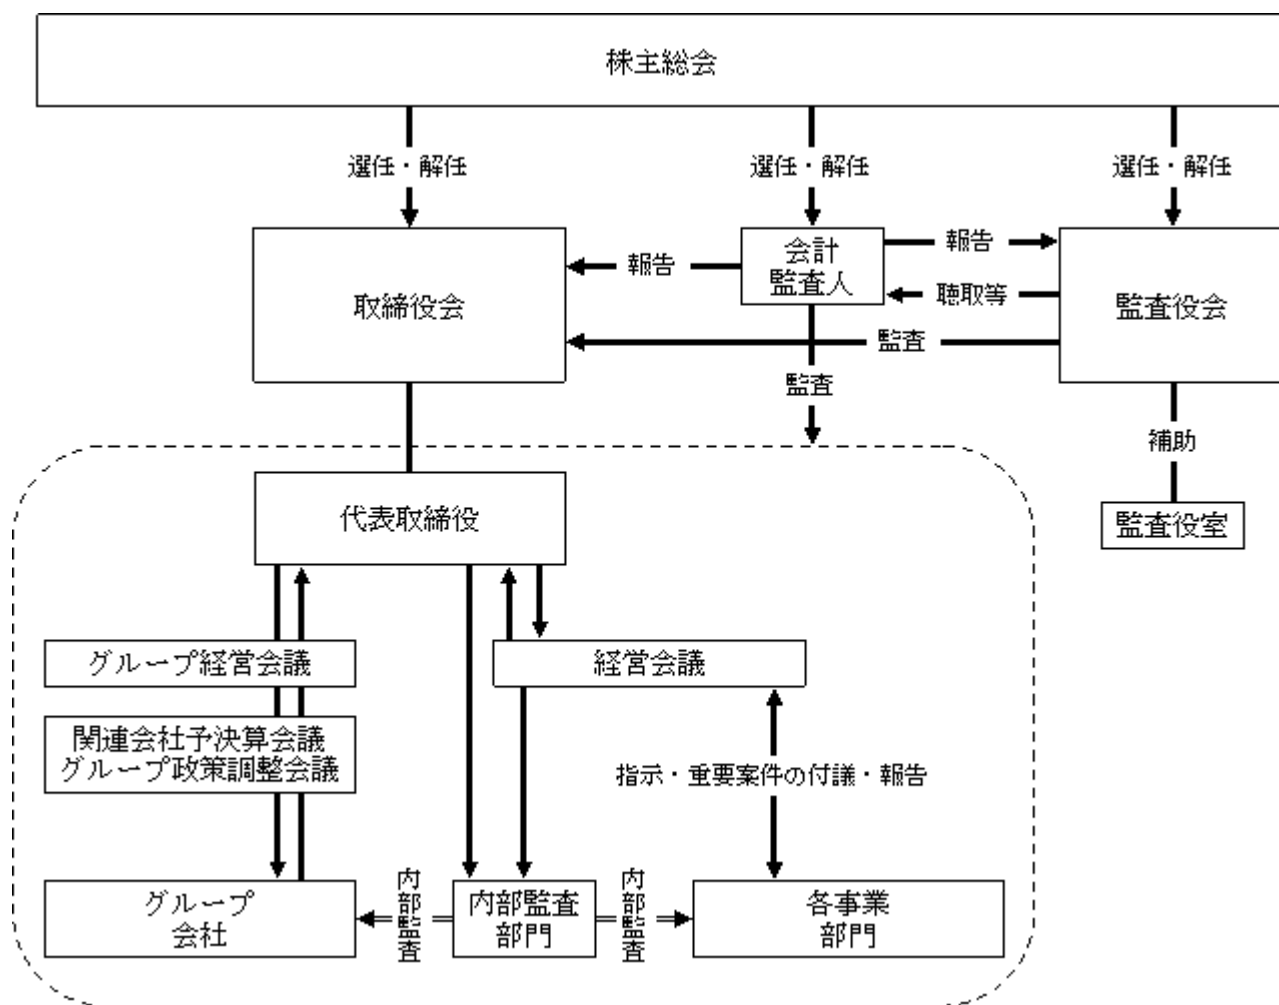 株主総会
選任・解任
選任・解任
選任・解任
取締役会
報告
会計
監査人
報告
聴取等
監査
監査役会
監査
補助
監査役室
代表取締役
グループ経営会議
経営会議
関連会社予決算会議
グループ政策調整会議
指示・重要案件の付議・報告
グループ
会社
内部監査
内部監査
部門
内部監査
各事業
部門